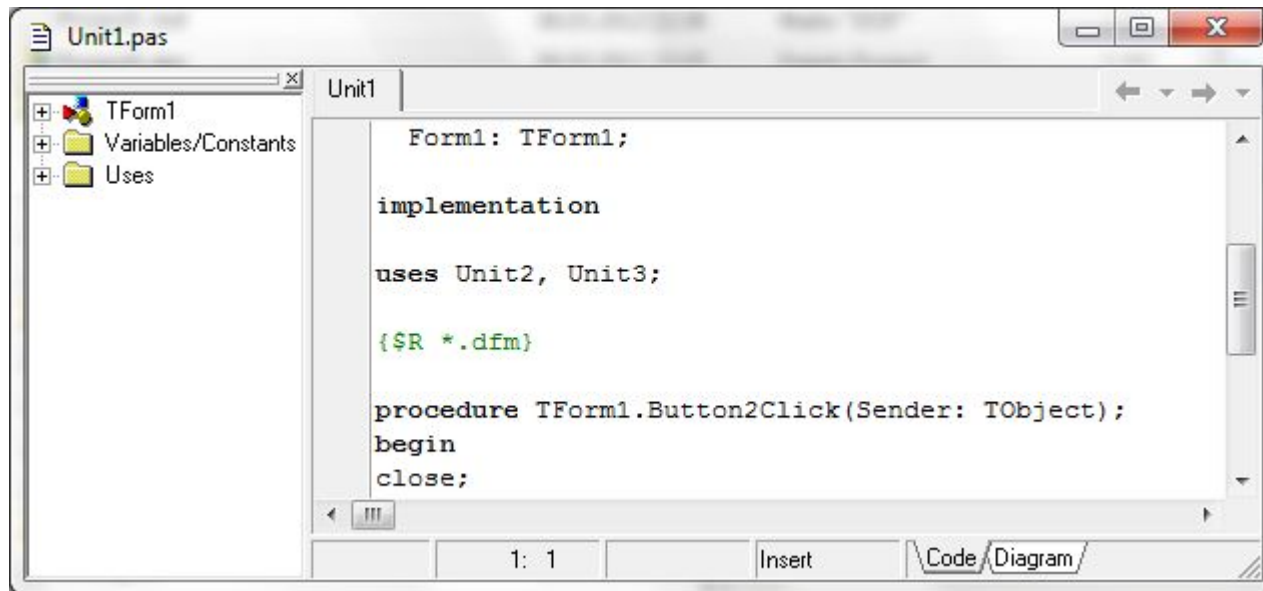 Unit1.pas
TForm1
Variables/Constants
Uses
Unit1
Form1: TForm1;
implementation
uses Unit2, Unit3;
{$R *.dfm}
procedure TForm1.Button2Click(Sender: TObject);
begin
close;
1: 1
Insert
Code
Diagram